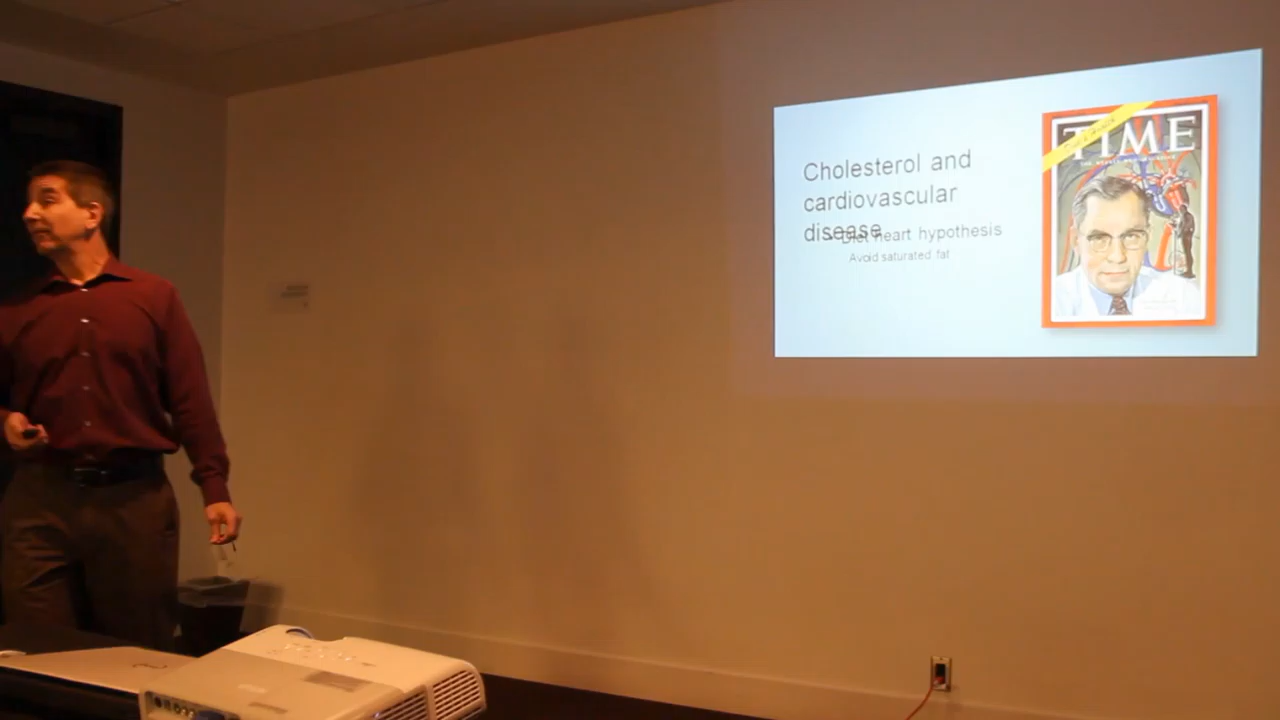 Cholesterol and
cardiovascular
disease
Diet heart hypothesis
Avoid saturated fat
TIME